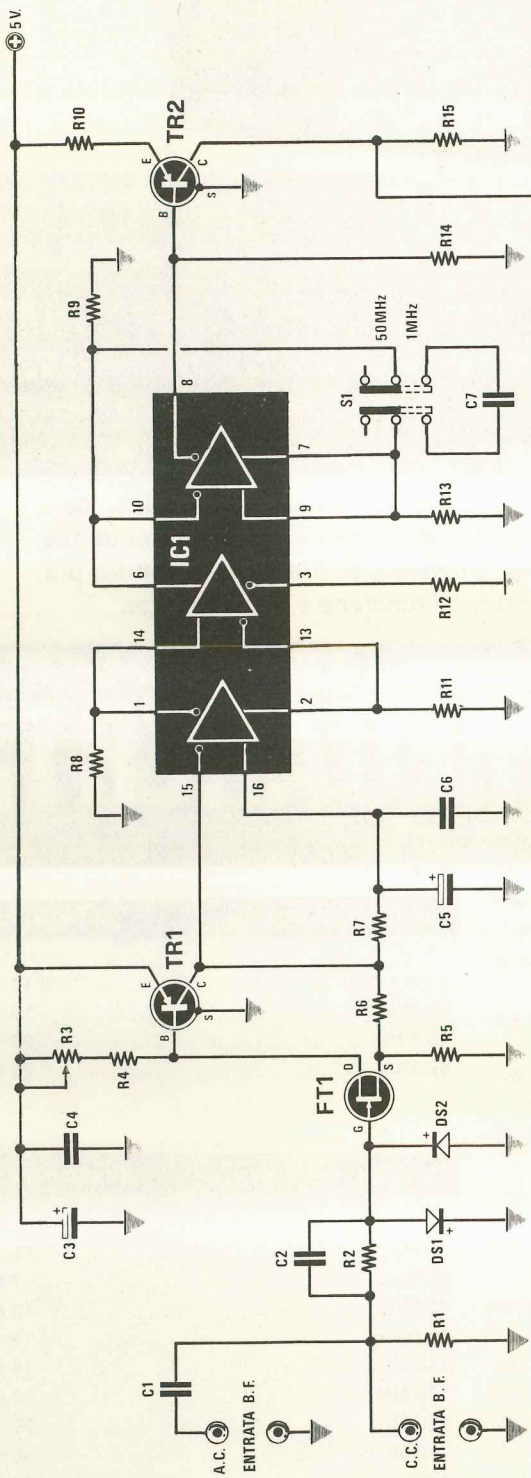 5 V.
R10
TR2
E
C
B
S
R15
R9
R14
8
50MHz
1MHz
S1
C7
10
IC1
7
9
R13
6
3
R12
14
13
1
2
R11
R8
15
16
C6
TR1
E
C
B
S
R7
C5
+
R3
R4
R6
D
S
G
FT1
R5
C4
C3
+
DS2
+
C2
R2
DS1
+
C1
R1
A.C.
ENTRATA B.F.
C.C.
ENTRATA B.F.